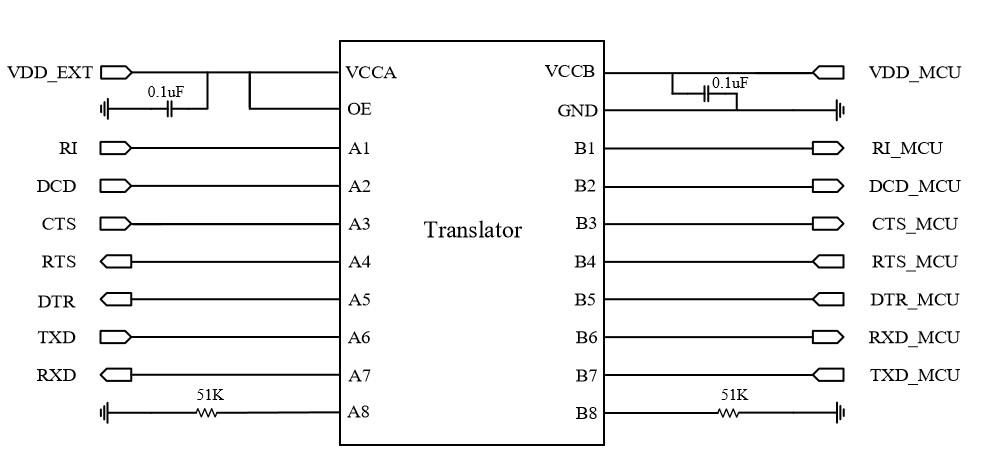 VDD_EXT VCCA VCCB VDD_MCU
0.1uF 0.1uF
OE GND
RI A1 B1 RI_MCU
DCD A2 B2 DCD_MCU
CTS A3 B3 CTS_MCU
Translator
RTS A4 B4 RTS_MCU
DTR A5 B5 DTR_MCU
TXD A6 B6 RXD_MCU
RXD A7 B7 TXD_MCU
51K 51K
A8 B8